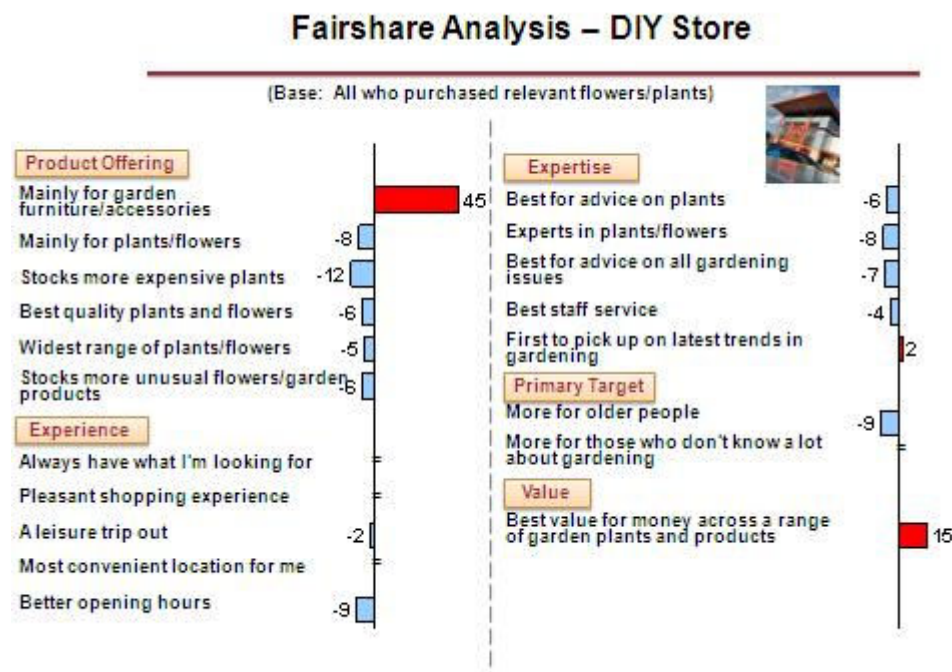 Fairshare Analysis – DIY Store
(Base: All who purchased relevant flowers/plants)
Product Offering
Mainly for garden
furniture/accessories
45
Mainly for plants/flowers
-8
Stocks more expensive plants
-12
Best quality plants and flowers
-6
Widest range of plants/flowers
-5
Stocks more unusual flowers/garden
products
-6
Experience
Always have what I'm looking for
=
Pleasant shopping experience
=
A leisure trip out
-2
Most convenient location for me
=
Better opening hours
-9
Expertise
Best for advice on plants
-6
Experts in plants/flowers
-8
Best for advice on all gardening
issues
-7
Best staff service
-4
First to pick up on latest trends in
gardening
2
Primary Target
More for older people
-9
More for those who don't know a lot
about gardening
=
Value
Best value for money across a range
of garden plants and products
15